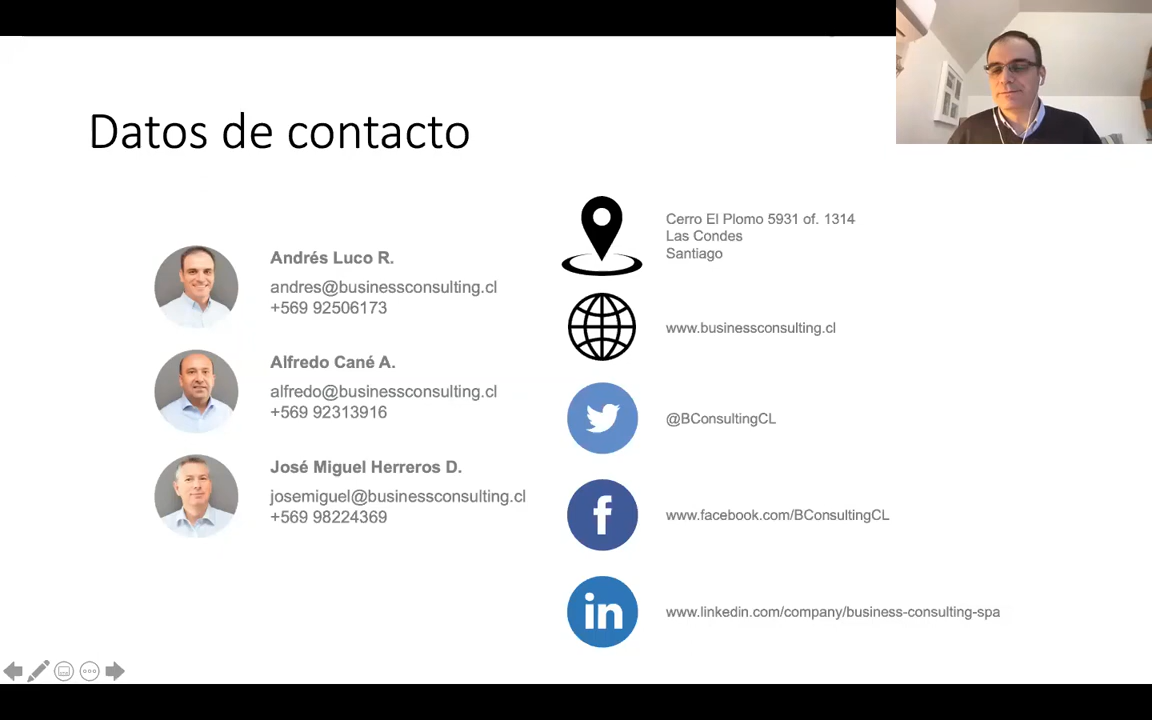 Datos de contacto
Andrés Luco R.
andres@businessconsulting.cl
+569 92506173
Alfredo Cané A.
alfredo@businessconsulting.cl
+569 92313916
José Miguel Herreros D.
josemiguel@businessconsulting.cl
+569 98224369
Cerro El Plomo 5931 of. 1314
Las Condes
Santiago
www.businessconsulting.cl
@BConsultingCL
www.facebook.com/BConsultingCL
www.linkedin.com/company/business-consulting-spa